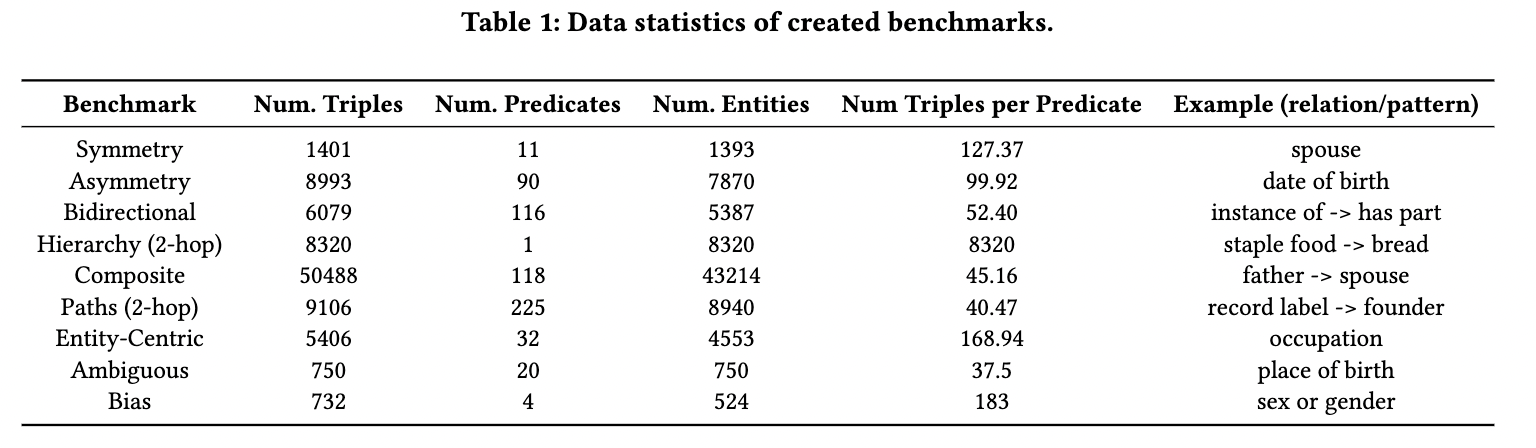 Table 1: Data statistics of created benchmarks.
Benchmark Num. Triples Num. Predicates Num. Entities Num Triples per Predicate Example (relation/pattern)
Symmetry 1401 11 1393 127.37 spouse
Asymmetry 8993 90 7870 99.92 date of birth
Bidirectional 6079 116 5387 52.40 instance of -> has part
Hierarchy (2-hop) 8320 1 8320 8320 staple food -> bread
Composite 50488 118 43214 45.16 father -> spouse
Paths (2-hop) 9106 225 8940 40.47 record label -> founder
Entity-Centric 5406 32 4553 168.94 occupation
Ambiguous 750 20 750 37.5 place of birth
Bias 732 4 524 183 sex or gender